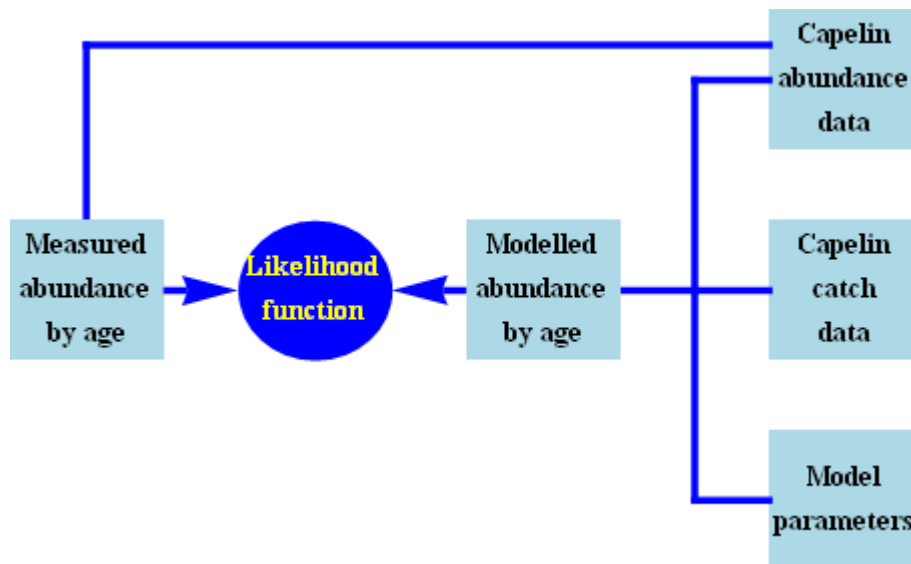 Capelin
abundance
data
Measured
abundance
by age
Likelihood
function
Modelled
abundance
by age
Capelin
catch
data
Model
parameters